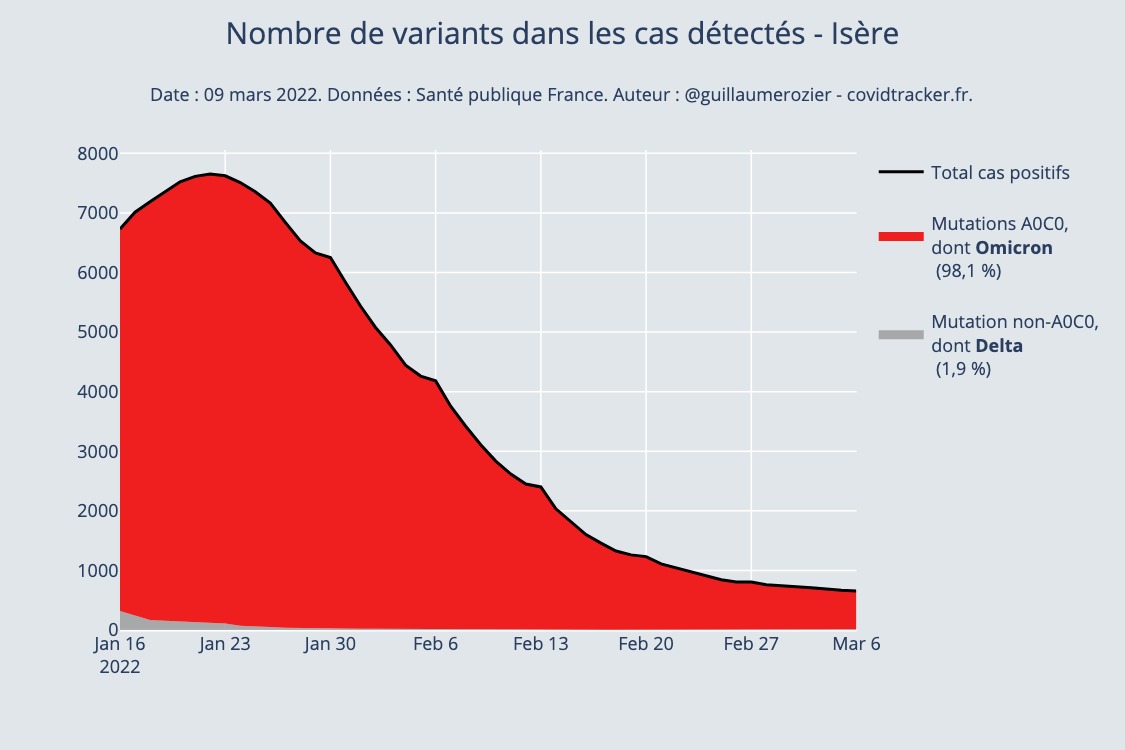 Nombre de variants dans les cas détectés - Isère
Date : 09 mars 2022. Données : Santé publique France. Auteur : @guillaumerozier - covidtracker.fr.
8000
7000
6000
5000
4000
3000
2000
1000
0
Jan 16
2022
Jan 23
Jan 30
Feb 6
Feb 13
Feb 20
Feb 27
Mar 6
Total cas positifs
Mutations A0C0,
dont Omicron
(98,1 %)
Mutation non-A0C0,
dont Delta
(1,9 %)